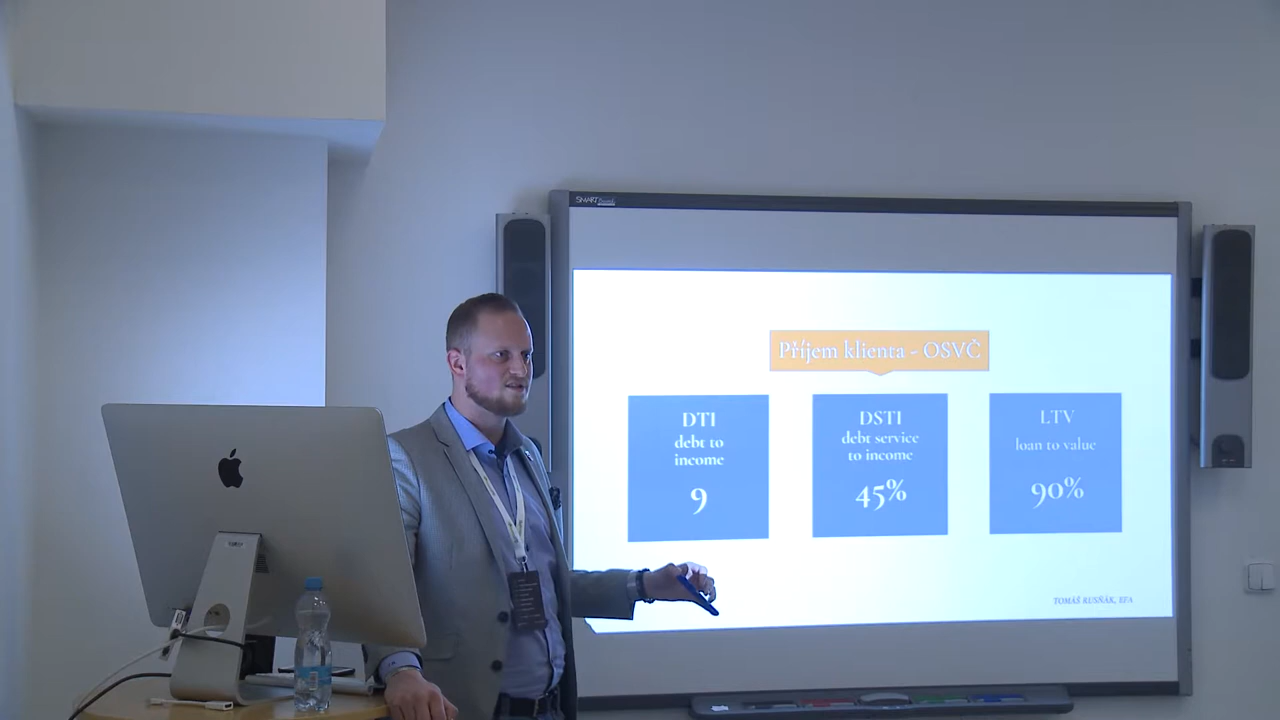 SMART
Příjem klienta - OSVČ
DTI
debt to
income
9
DSTI
debt service
to income
45%
LTV
loan to value
90%
TOMÁŠ RUSŇÁK, EFA